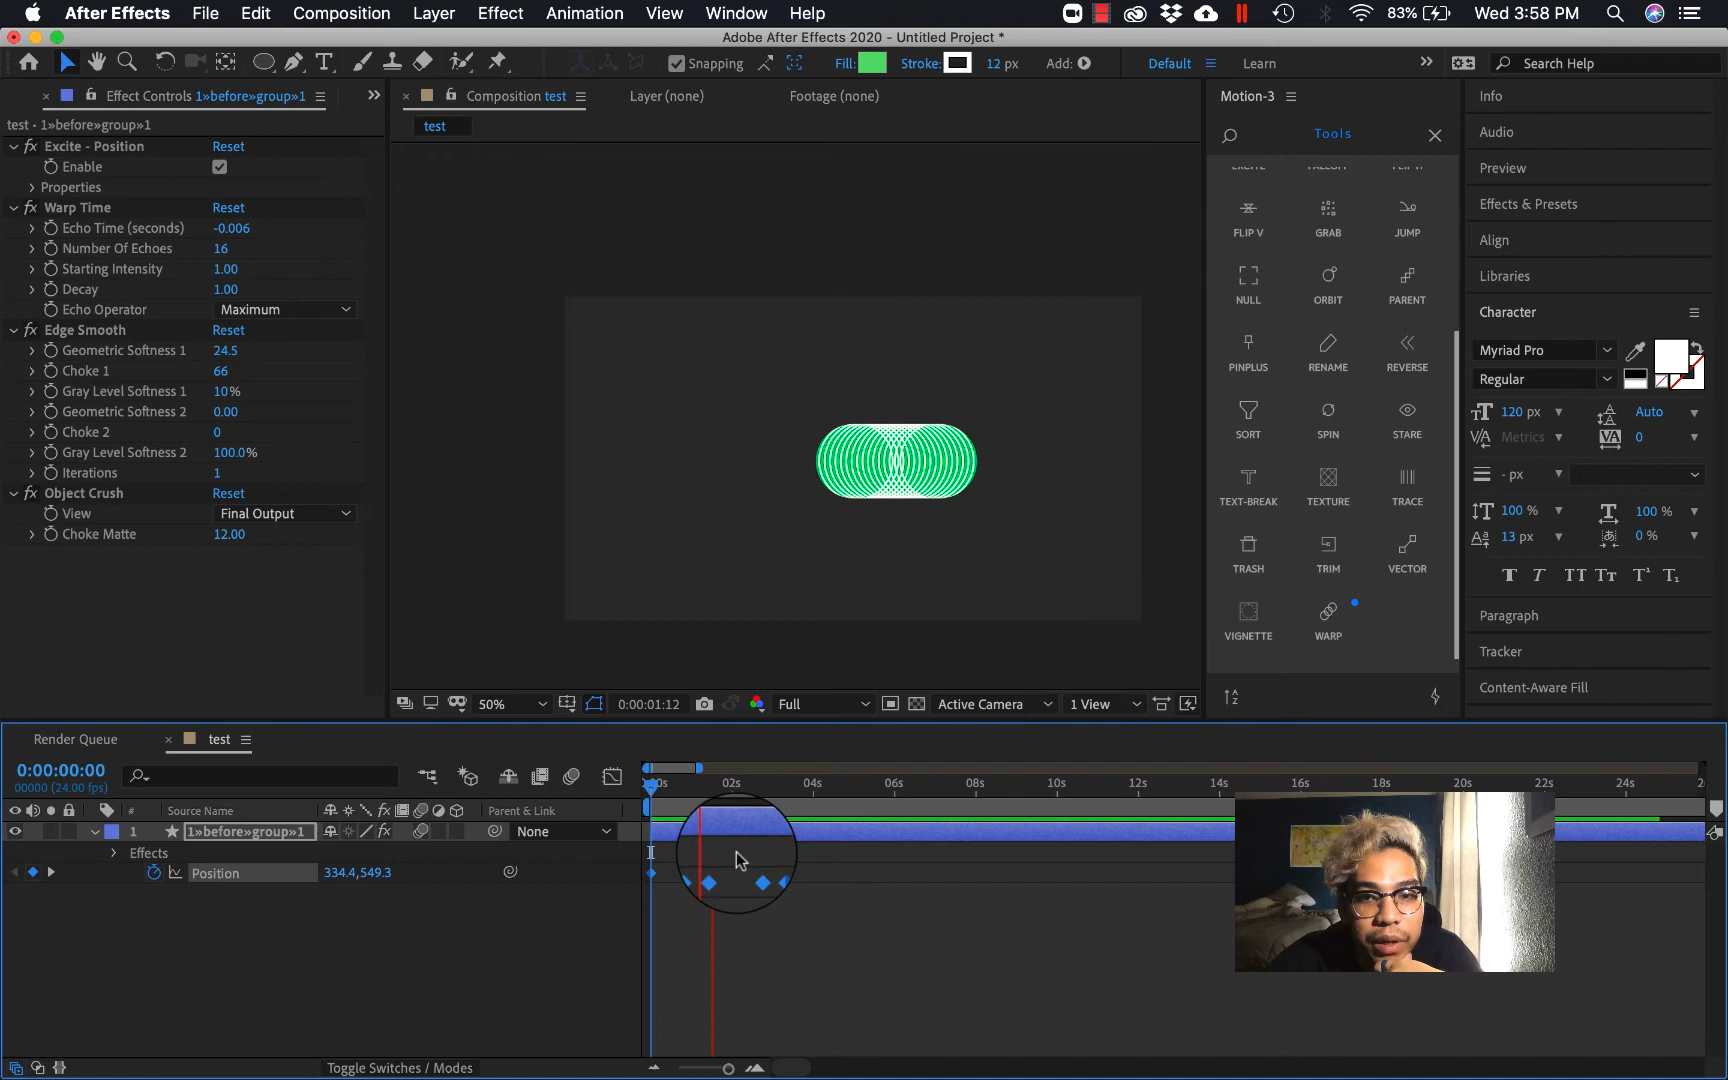 After Effects File Edit Composition Layer Effect Animation View Window Help 83% Wed 3:58 PM
Adobe After Effects 2020 - Untitled Project *
Snapping Fill: Stroke: 12 px Add: Default Learn Search Help
Effect Controls 1»before»group»1
test • 1»before»group»1
fx Excite - Position Reset
Enable
Properties
fx Warp Time Reset
Echo Time (seconds) -0.006
Number Of Echoes 16
Starting Intensity 1.00
Decay 1.00
Echo Operator Maximum
fx Edge Smooth Reset
Geometric Softness 1 24.5
Choke 1 66
Gray Level Softness 1 10%
Geometric Softness 2 0.00
Choke 2 0
Gray Level Softness 2 100.0%
Iterations 1
fx Object Crush Reset
View Final Output
Choke Matte 12.00
Composition test Layer (none) Footage (none)
test
50% 0:00:01:12 Full Active Camera 1 View
Motion-3
Tools
FLIP V GRAB JUMP
NULL ORBIT PARENT
PINPLUS RENAME REVERSE
SORT SPIN STARE
TEXT-BREAK TEXTURE TRACE
TRASH TRIM VECTOR
VIGNETTE WARP
Info
Audio
Preview
Effects & Presets
Align
Libraries
Character
Myriad Pro
Regular
120 px Auto
Metrics 0
- px
100 % 100 %
13 px 0 %
T T TT Tт T¹ T₁
Paragraph
Tracker
Content-Aware Fill
Render Queue test
0:00:00:00
00000 (24.00 fps)
02s 04s 06s 08s 10s 12s 14s 16s 18s 20s 22s 24s 26
# Source Name fx Parent & Link
1 1»before»group»1 fx None
Effects
Position 334.4,549.3
Toggle Switches / Modes